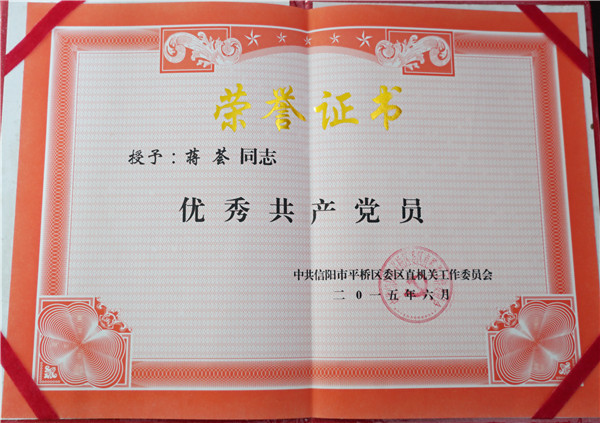 荣誉证书
授予：蒋荟同志
优秀共产党员
中共信阳市平桥区委区直机关工作委员会
二0一五年六月